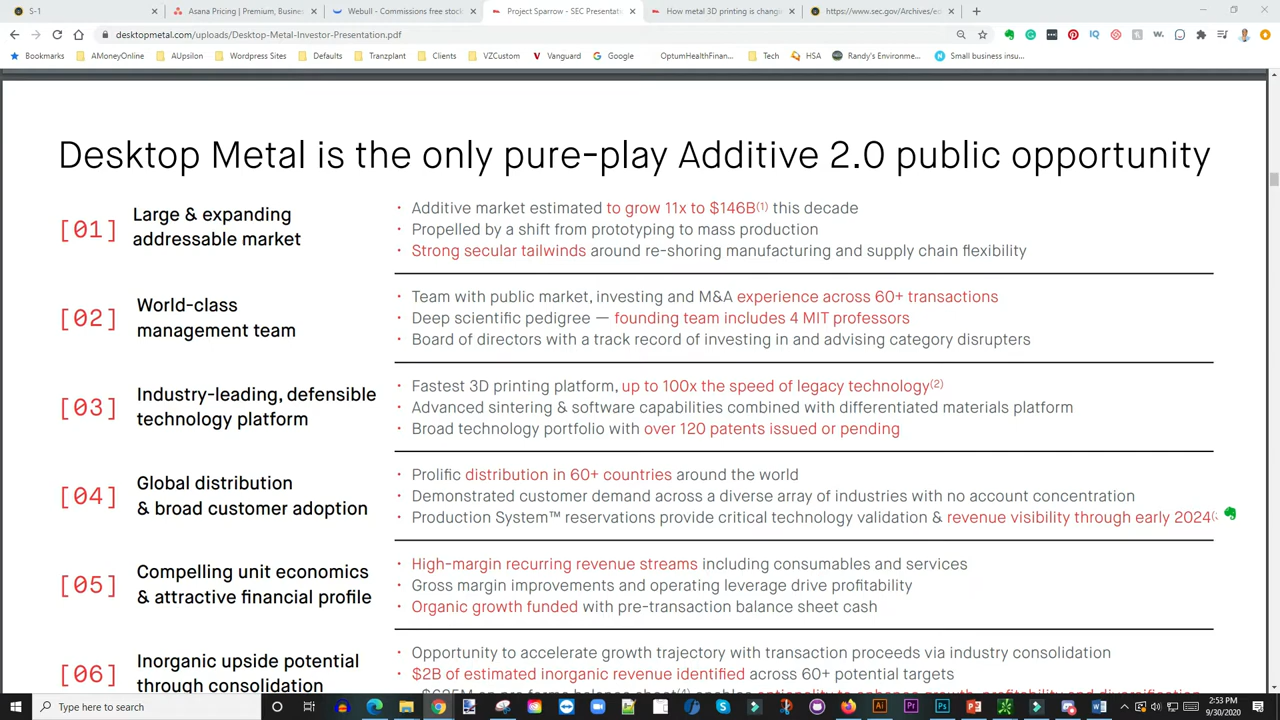 S-1
Asana Pricing | Premium, Busine
Webull - Commissions free stock
Project Sparrow - SEC Presentati
How metal 3D printing is changi
https://www.sec.gov/Archives/ed
desktopmetal.com/uploads/Desktop-Metal-Investor-Presentation.pdf
Bookmarks
AMoneyOnline
AUpsilon
Wordpress Sites
Defaults
Tranzplant
Clients
VZCustom
Vanguard
Google
OptumHealthFinan...
Tech
HSA
Randy's Environme...
Small business insu...
Desktop Metal is the only pure-play Additive 2.0 public opportunity
[01]
Large & expanding
addressable market
• Additive market estimated to grow 11x to $146B(1) this decade
• Propelled by a shift from prototyping to mass production
• Strong secular tailwinds around re-shoring manufacturing and supply chain flexibility
[02]
World-class
management team
• Team with public market, investing and M&A experience across 60+ transactions
• Deep scientific pedigree — founding team includes 4 MIT professors
• Board of directors with a track record of investing in and advising category disrupters
[03]
Industry-leading, defensible
technology platform
• Fastest 3D printing platform, up to 100x the speed of legacy technology(2)
• Advanced sintering & software capabilities combined with differentiated materials platform
• Broad technology portfolio with over 120 patents issued or pending
[04]
Global distribution
& broad customer adoption
• Prolific distribution in 60+ countries around the world
• Demonstrated customer demand across a diverse array of industries with no account concentration
• Production System™ reservations provide critical technology validation & revenue visibility through early 2024
[05]
Compelling unit economics
& attractive financial profile
• High-margin recurring revenue streams including consumables and services
• Gross margin improvements and operating leverage drive profitability
• Organic growth funded with pre-transaction balance sheet cash
[06]
Inorganic upside potential
through consolidation
• Opportunity to accelerate growth trajectory with transaction proceeds via industry consolidation
• $2B of estimated inorganic revenue identified across 60+ potential targets
Type here to search
2:53 PM
9/30/2020